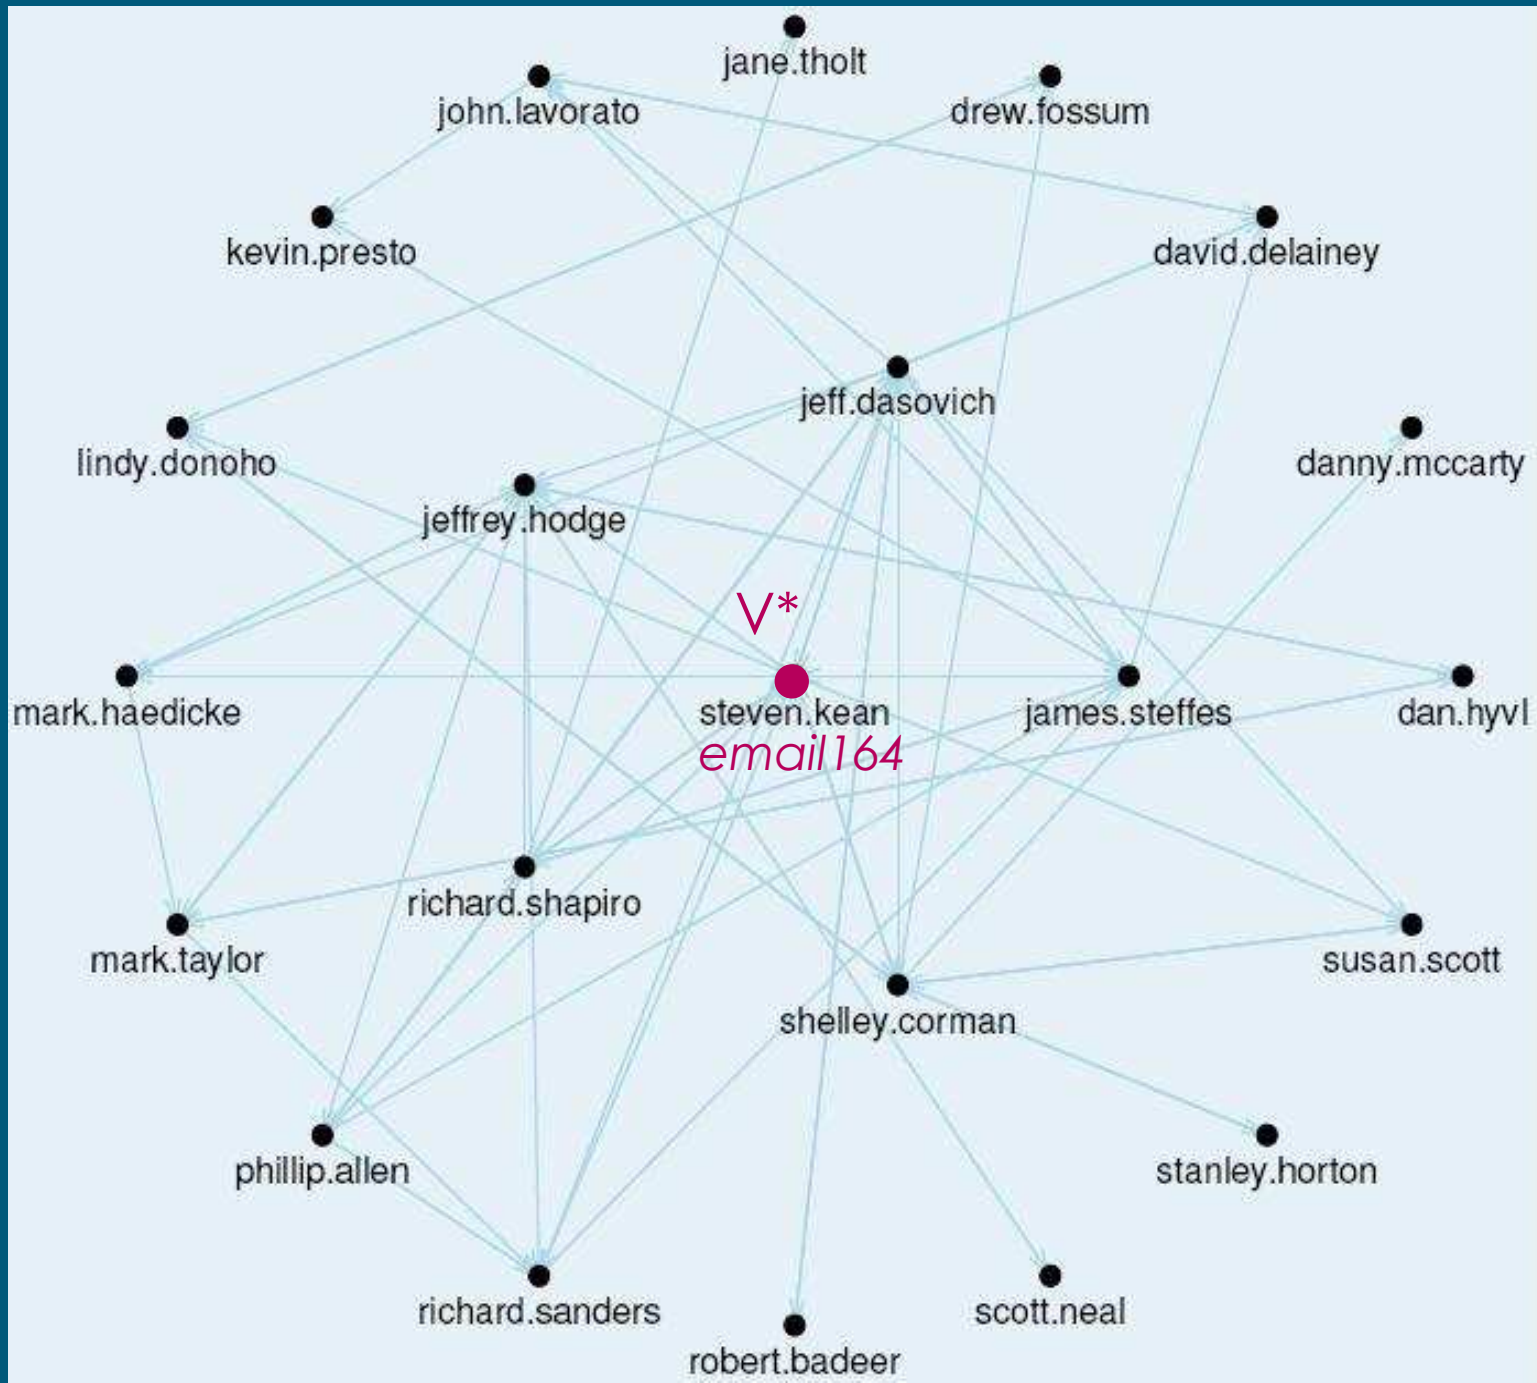 jane.tholt
john.lavorato
drew.fossum
kevin.presto
david.delainey
jeff.dasovich
lindy.donoho
danny.mccarty
jeffrey.hodge
V*
mark.haedicke
steven.kean
james.steffes
dan.hyvl
email164
richard.shapiro
mark.taylor
susan.scott
shelley.corman
phillip.allen
stanley.horton
richard.sanders
scott.neal
robert.badeer